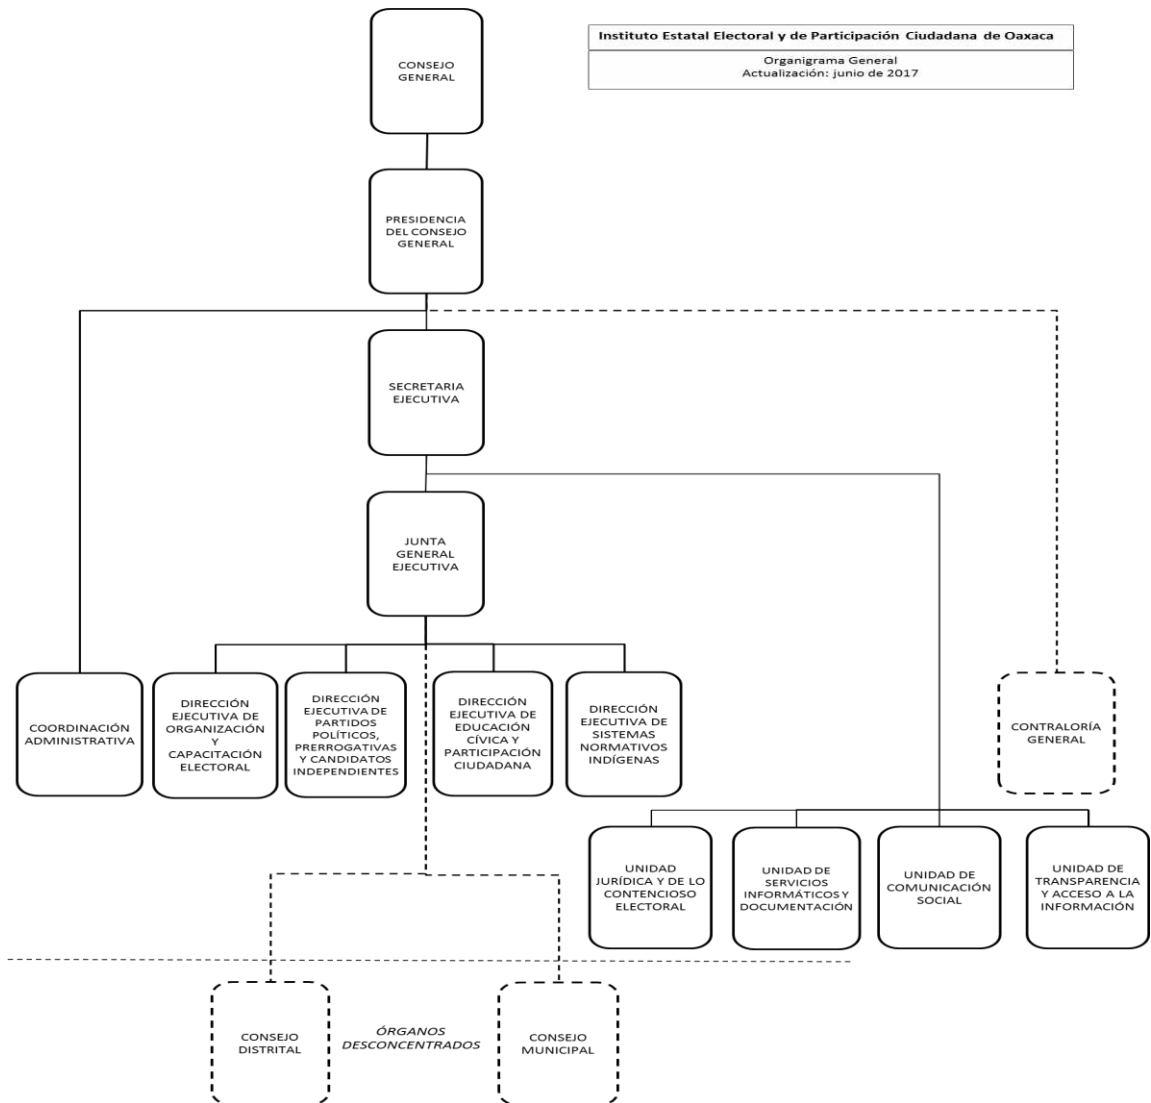 Instituto Estatal Electoral y de Participación Ciudadana de Oaxaca
Organigrama General
Actualización: junio de 2017
CONSEJO
GENERAL
PRESIDENCIA
DEL CONSEJO
GENERAL
SECRETARIA
EJECUTIVA
JUNTA
GENERAL
EJECUTIVA
COORDINACIÓN
ADMINISTRATIVA
DIRECCIÓN
EJECUTIVA DE
ORGANIZACIÓN
Y
CAPACITACIÓN
ELECTORAL
DIRECCIÓN
EJECUTIVA DE
PARTIDOS
POLÍTICOS,
PRERROGATIVAS
Y CANDIDATOS
INDEPENDIENTES
DIRECCIÓN
EJECUTIVA DE
EDUCACIÓN
CÍVICA Y
PARTICIPACIÓN
CIUDADANA
DIRECCIÓN
EJECUTIVA DE
SISTEMAS
NORMATIVOS
INDÍGENAS
CONTRALORÍA
GENERAL
UNIDAD
JURÍDICA Y DE LO
CONTENCIOSO
ELECTORAL
UNIDAD DE
SERVICIOS
INFORMÁTICOS Y
DOCUMENTACIÓN
UNIDAD DE
COMUNICACIÓN
SOCIAL
UNIDAD DE
TRANSPARENCIA
Y ACCESO A LA
INFORMACIÓN
CONSEJO
DISTRITAL
ÓRGANOS
DESCONCENTRADOS
CONSEJO
MUNICIPAL